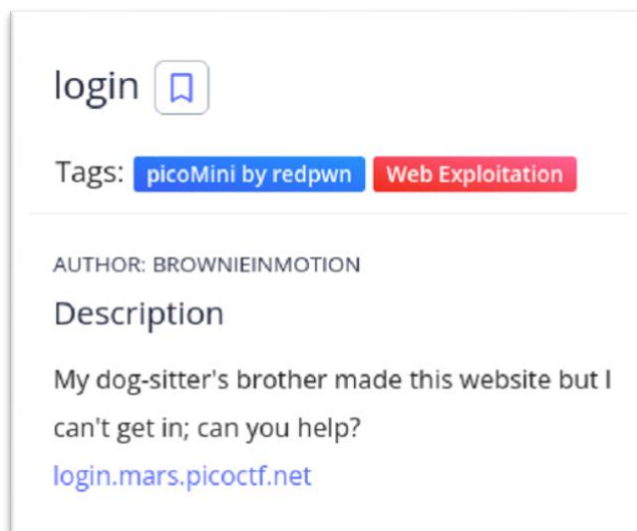 login
Tags: picoMini by redpwn Web Exploitation
AUTHOR: BROWNIEINMOTION
Description
My dog-sitter's brother made this website but I
can't get in; can you help?
login.mars.picoctf.net